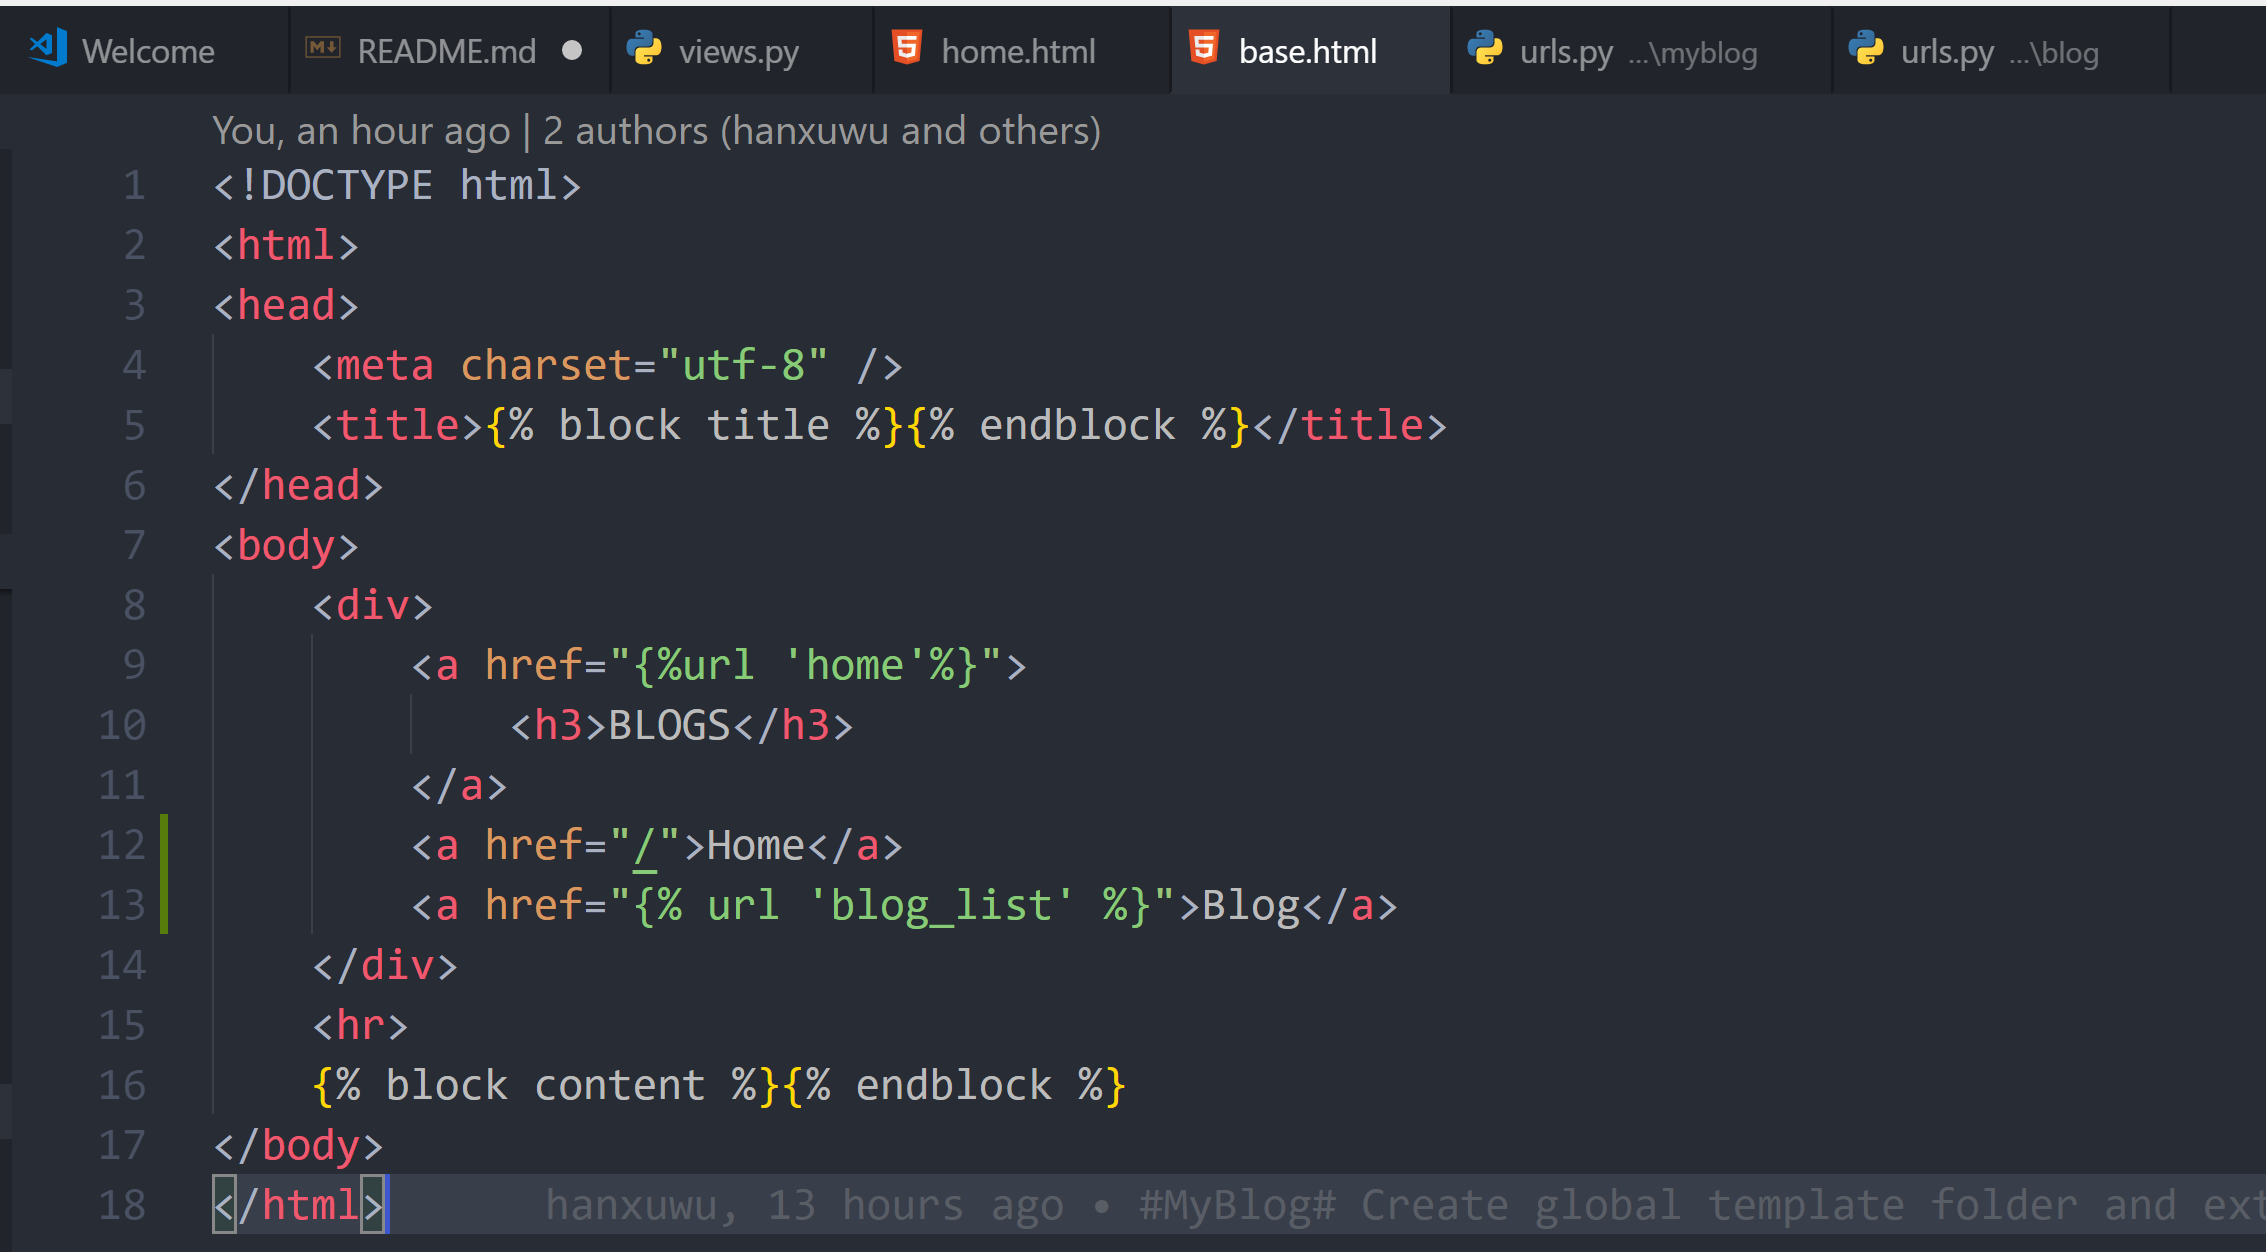 Welcome README.md views.py home.html base.html urls.py ...\myblog urls.py ...\blog
You, an hour ago | 2 authors (hanxuwu and others)
1 <!DOCTYPE html>
2 <html>
3 <head>
4     <meta charset="utf-8" />
5     <title>{% block title %}{% endblock %}</title>
6 </head>
7 <body>
8     <div>
9         <a href="{%url 'home'%}">
10             <h3>BLOGS</h3>
11         </a>
12         <a href="/">Home</a>
13         <a href="{% url 'blog_list' %}">Blog</a>
14     </div>
15     <hr>
16     {% block content %}{% endblock %}
17 </body>
18 </html> hanxuwu, 13 hours ago • #MyBlog# Create global template folder and ext